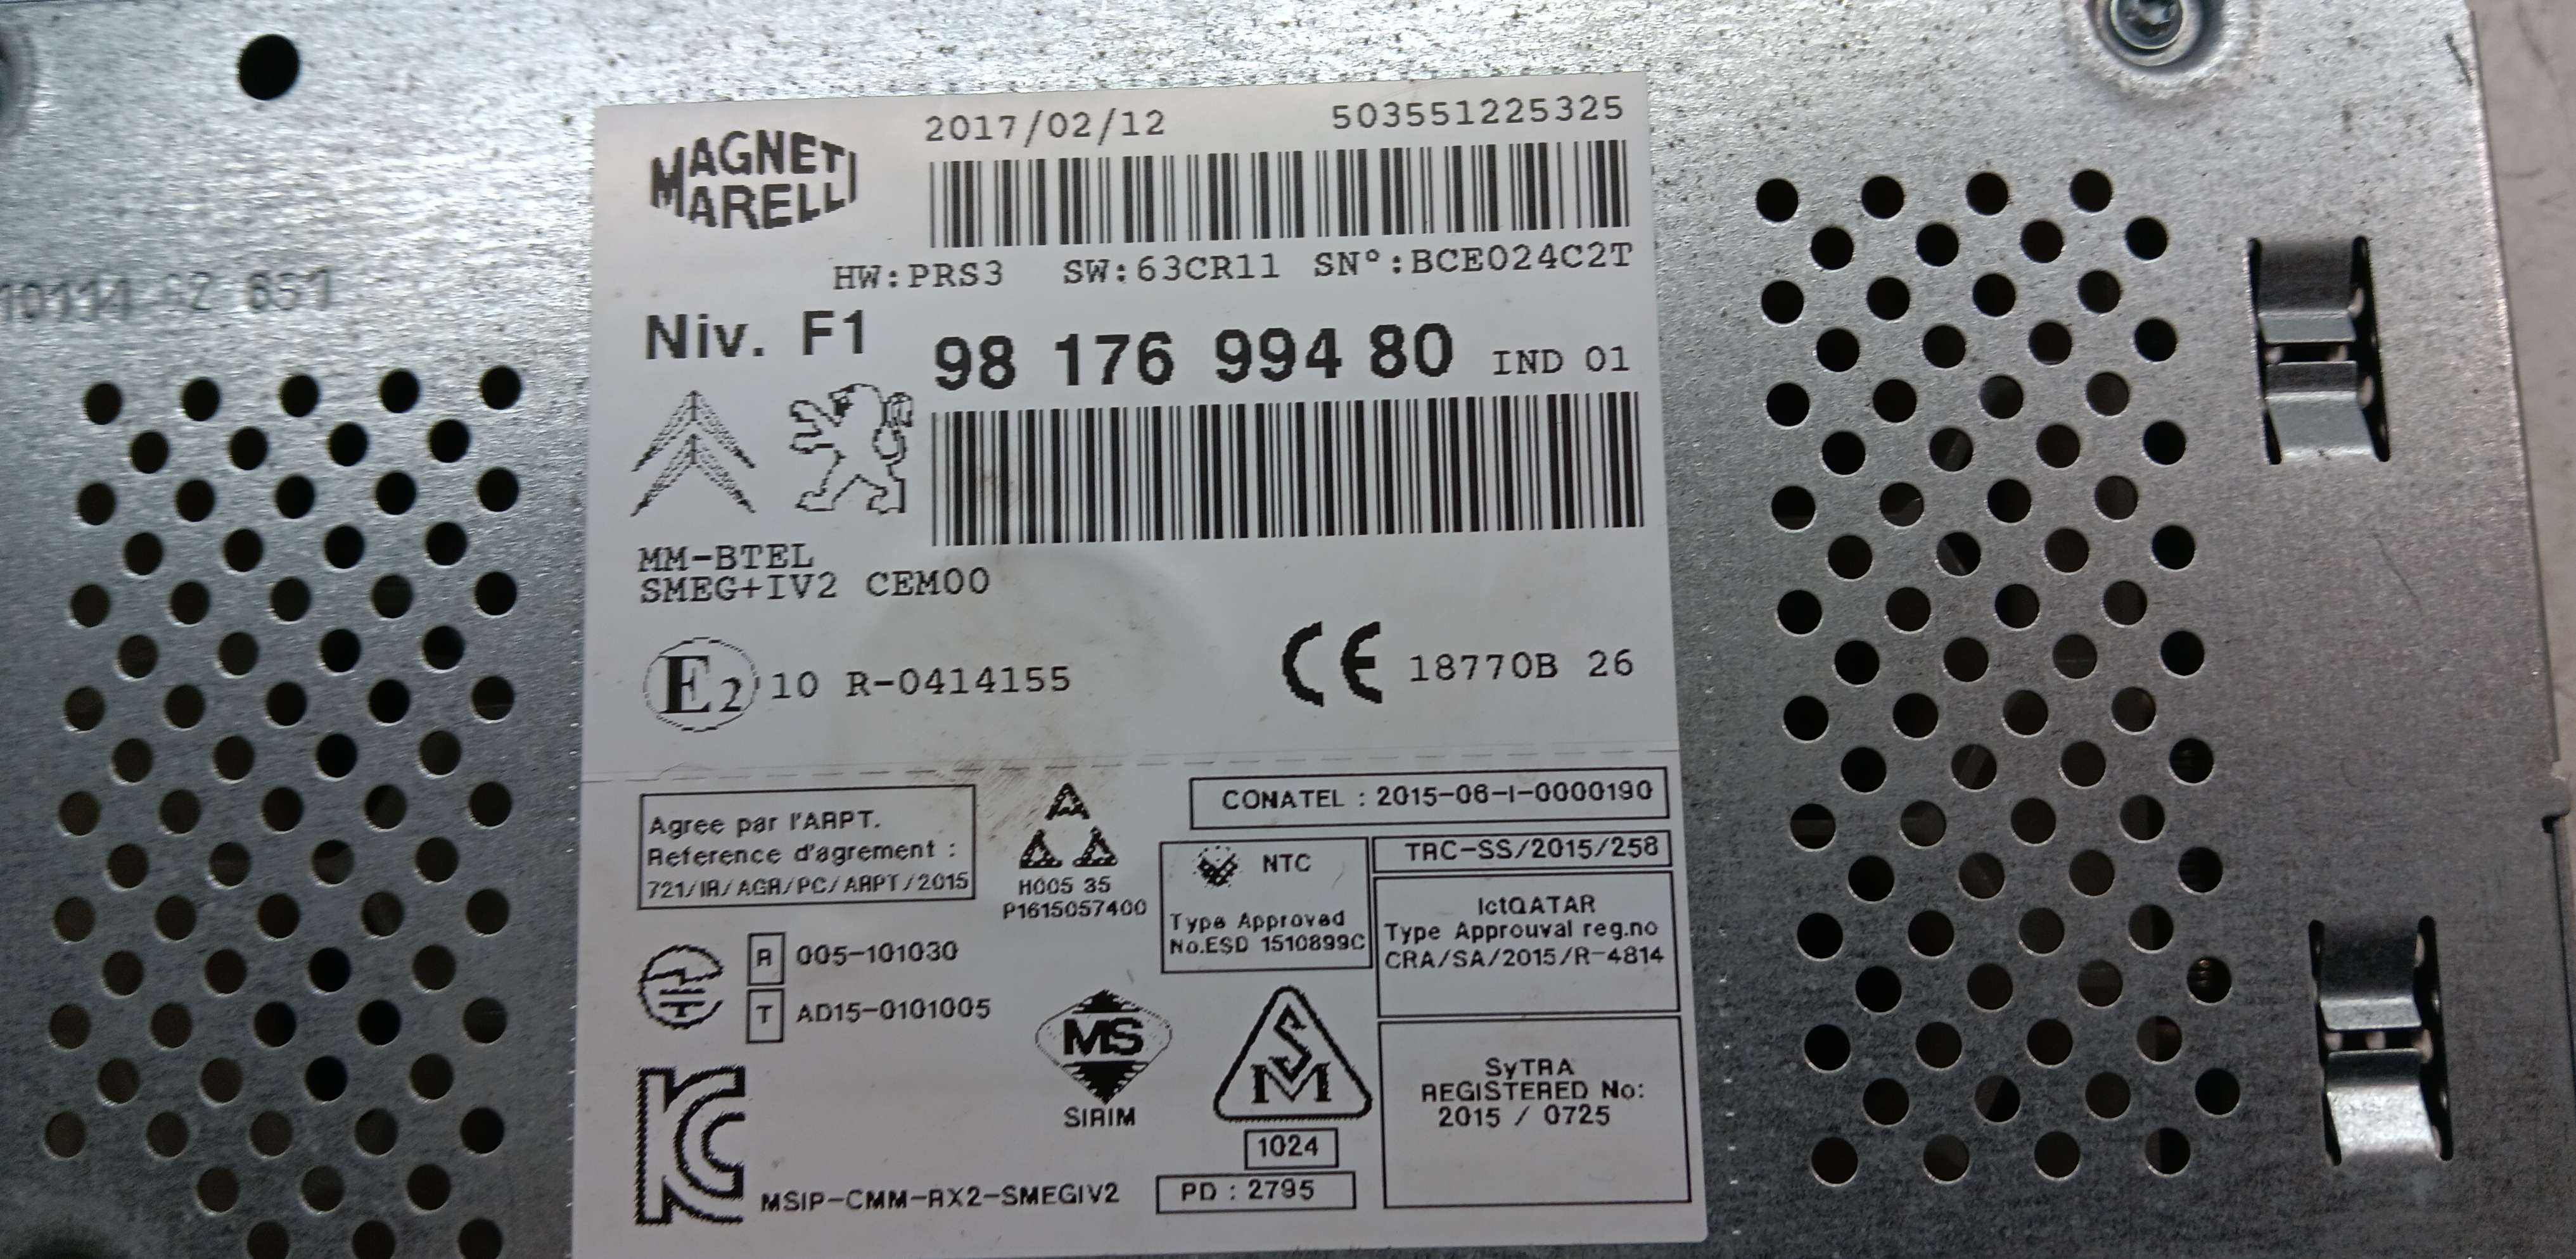 MAGNETI
MARELLI
2017/02/12 503551225325
HW:PRS3 SW:63CR11 SN°:BCE024C2T
Niv. F1
98 176 994 80 IND 01
MM-BTEL
SMEG+IV2 CEM00
E2 10 R-0414155
CE 18770B 26
Agree par l'ARPT.
Reference d'agrement :
721/IR/AGR/PC/ARPT/2015
H005 35
P1615057400
CONATEL : 2015-06-I-0000190
NTC
Type Approved
No.ESD 1510899C
TRC-SS/2015/258
IctQATAR
Type Approuval reg.no
CRA/SA/2015/R-4814
R 005-101030
T AD15-0101005
MS
SIRIM
SM
1024
PD : 2795
SyTRA
REGISTERED No:
2015 / 0725
KC
MSIP-CMM-RX2-SMEGIV2